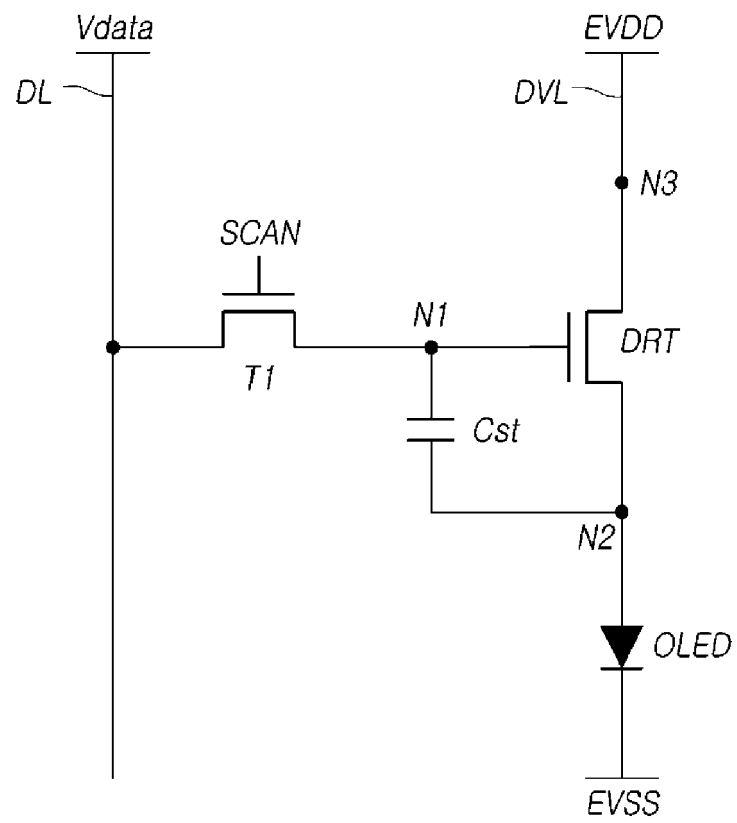 Vdata
EVDD
DL
DVL
N3
SCAN
N1
DRT
T1
Cst
N2
OLED
EVSS